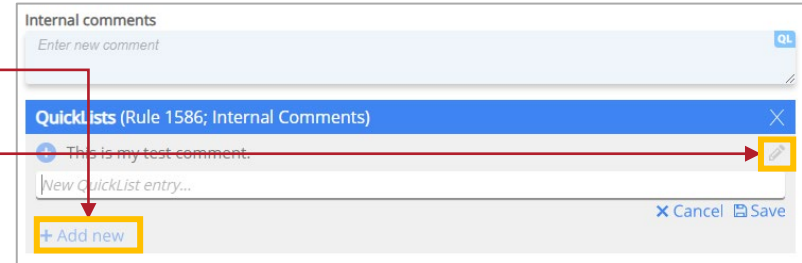 Internal comments
Enter new comment
QL
QuickLists (Rule 1586; Internal Comments)
This is my test comment.
New QuickList entry...
Cancel Save
+ Add new